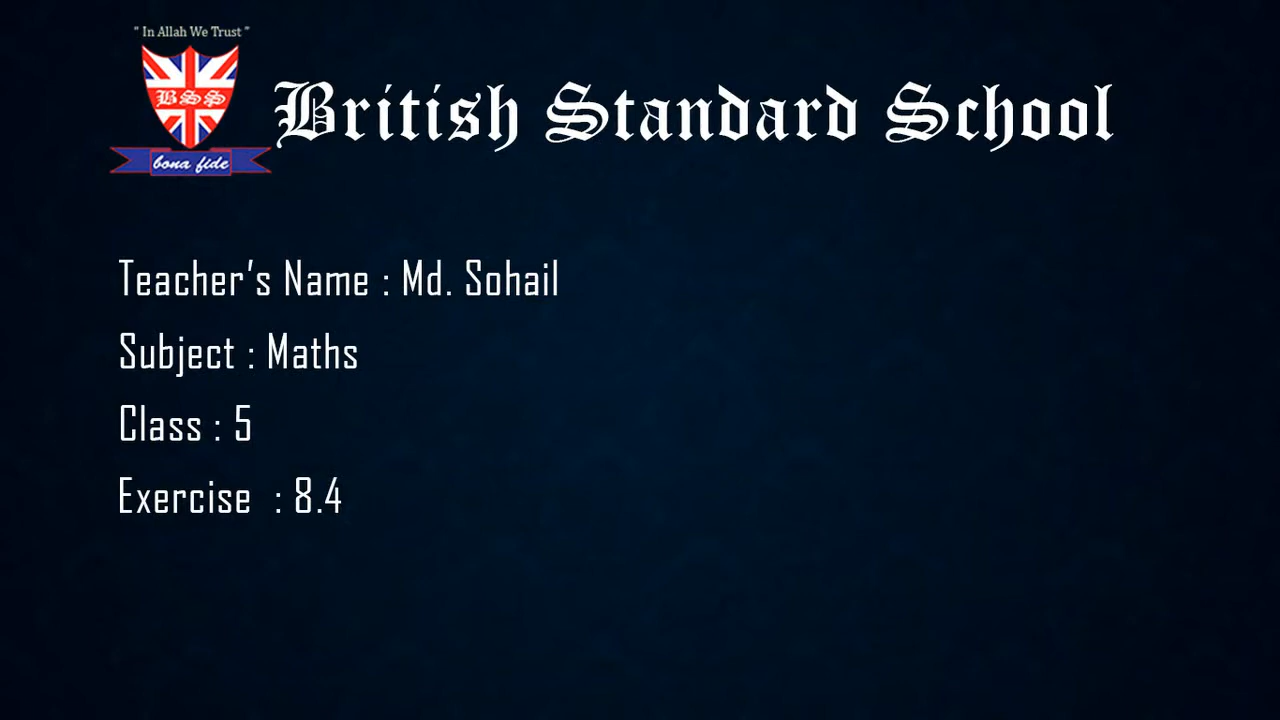 " In Allah We Trust "
BSS
bona fide
British Standard School
Teacher’s Name : Md. Sohail
Subject : Maths
Class : 5
Exercise : 8.4